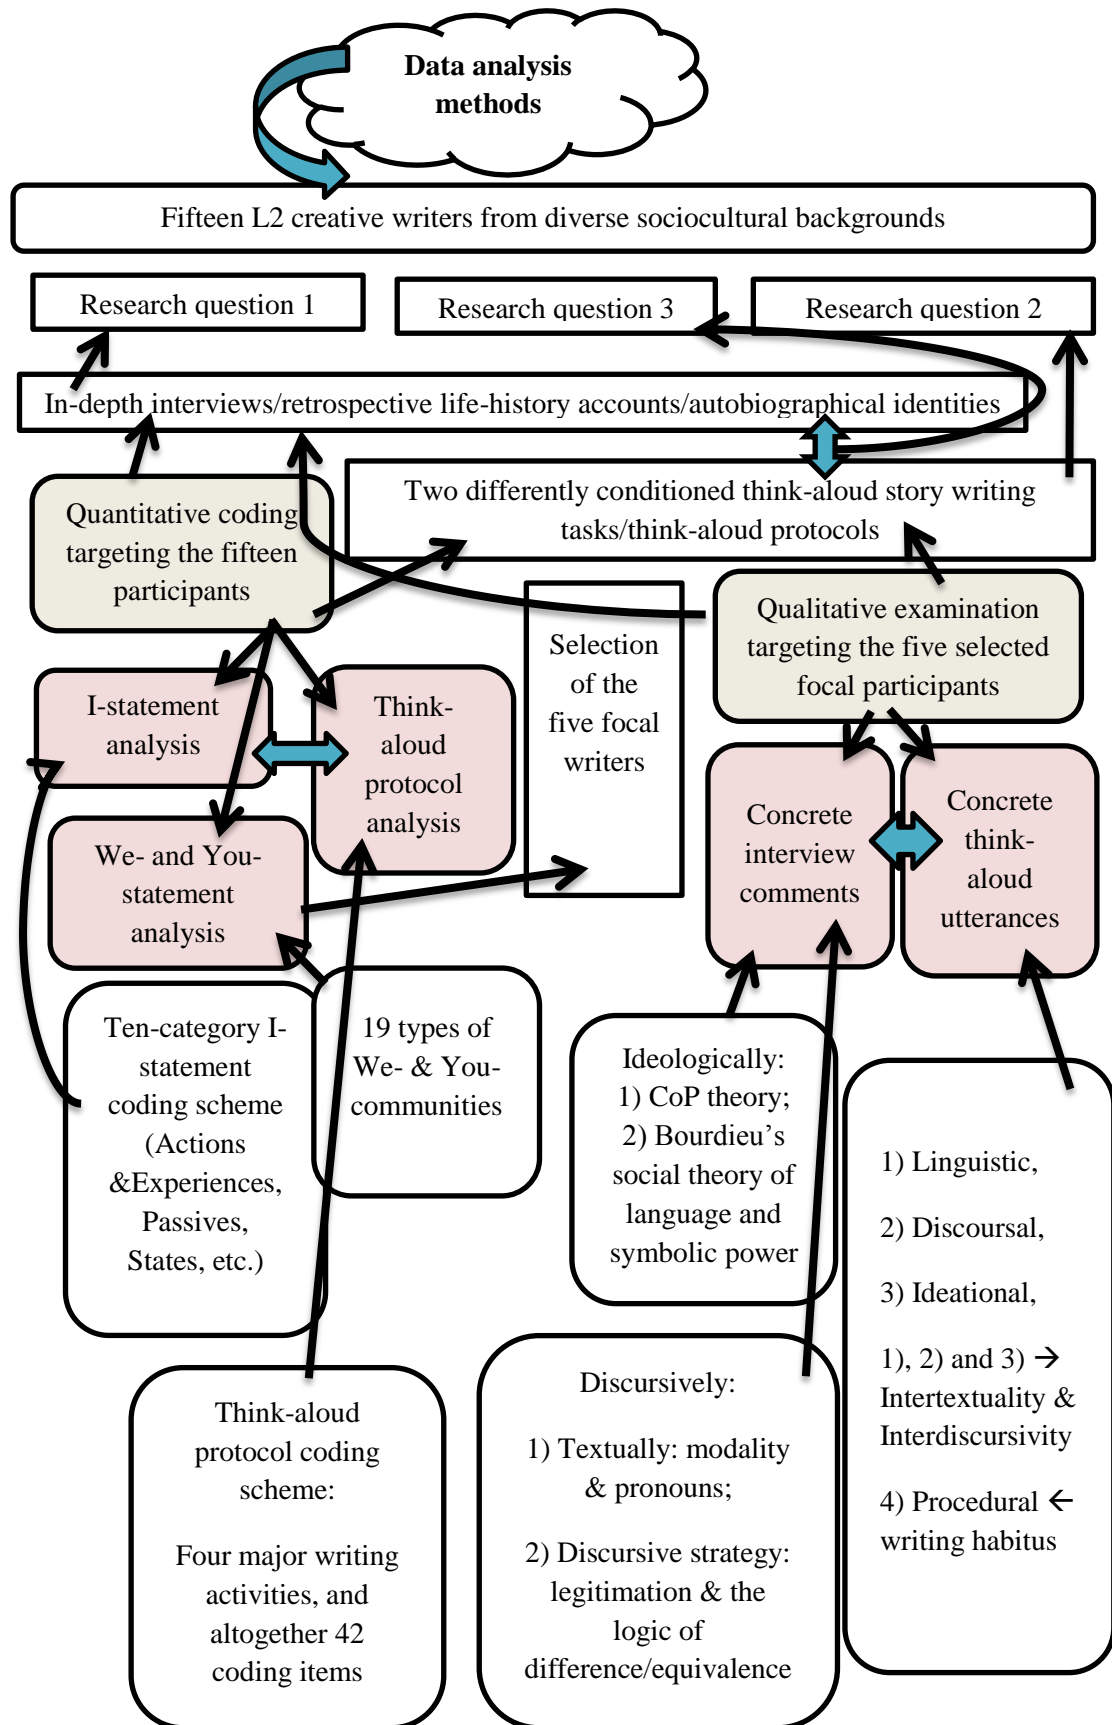 Data analysis
methods
Fifteen L2 creative writers from diverse sociocultural backgrounds
Research question 1
Research question 3
Research question 2
In-depth interviews/retrospective life-history accounts/autobiographical identities
Two differently conditioned think-aloud story writing
tasks/think-aloud protocols
Quantitative coding
targeting the fifteen
participants
Qualitative examination
targeting the five selected
focal participants
Selection
of the
five focal
writers
I-statement
analysis
Think-
aloud
protocol
analysis
We- and You-
statement
analysis
Concrete
interview
comments
Concrete
think-
aloud
utterances
Ten-category I-
statement
coding scheme
(Actions
&Experiences,
Passives,
States, etc.)
19 types of
We- & You-
communities
Ideologically:
1) CoP theory;
2) Bourdieu’s
social theory of
language and
symbolic power
1) Linguistic,
2) Discoursal,
3) Ideational,
1), 2) and 3) →
Intertextuality &
Interdiscursivity
4) Procedural ←
writing habitus
Think-aloud
protocol coding
scheme:
Four major writing
activities, and
altogether 42
coding items
Discursively:
1) Textually: modality
& pronouns;
2) Discursive strategy:
legitimation & the
logic of
difference/equivalence